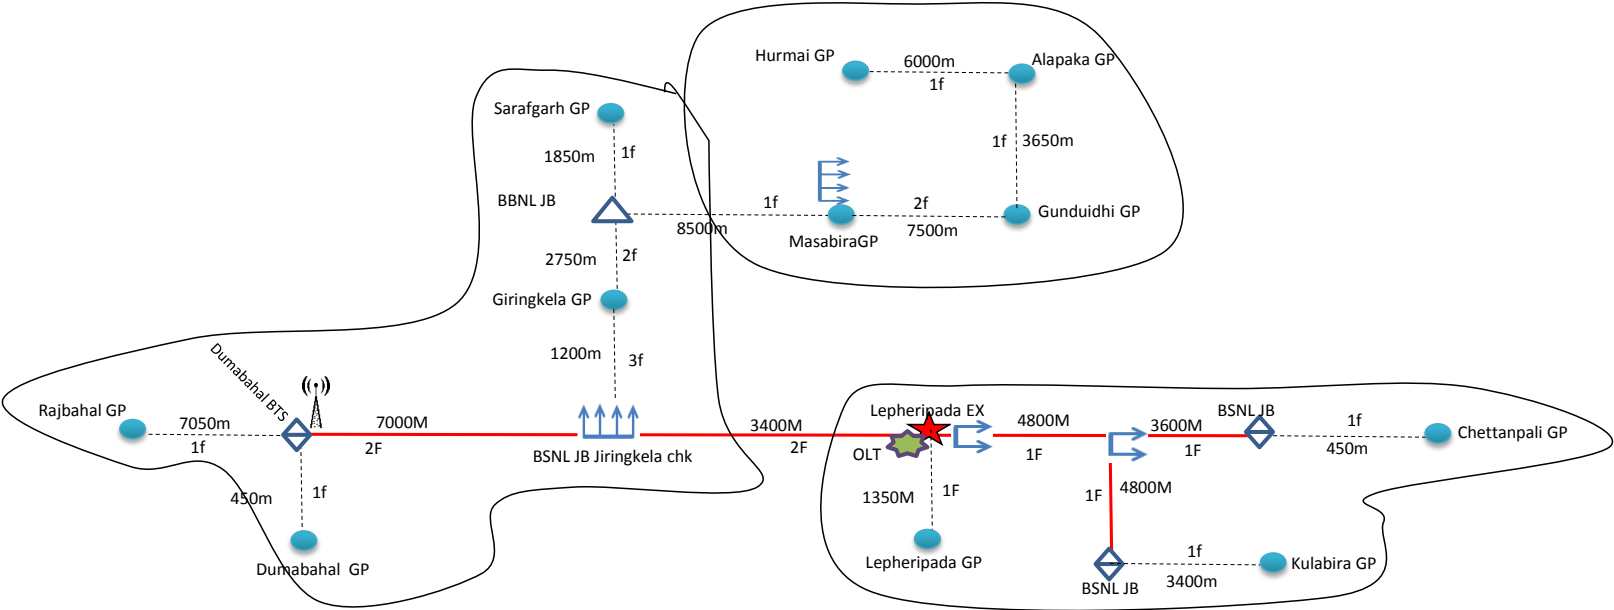 Hurmai GP
6000m
1f
Alapaka GP
Sarafgarh GP
1850m
1f
1f
3650m
BBNL JB
1f
8500m
MasabiraGP
2f
7500m
Gunduidhi GP
2750m
2f
Giringkela GP
1200m
3f
Dumabahal BTS
Rajbahal GP
7050m
1f
7000M
2F
BSNL JB Jiringkela chk
3400M
2F
Lepheripada EX
OLT
4800M
1F
3600M
1F
BSNL JB
1f
450m
Chettanpali GP
450m
1f
Dumabahal  GP
1350M
1F
Lepheripada GP
1F
4800M
BSNL JB
1f
3400m
Kulabira GP